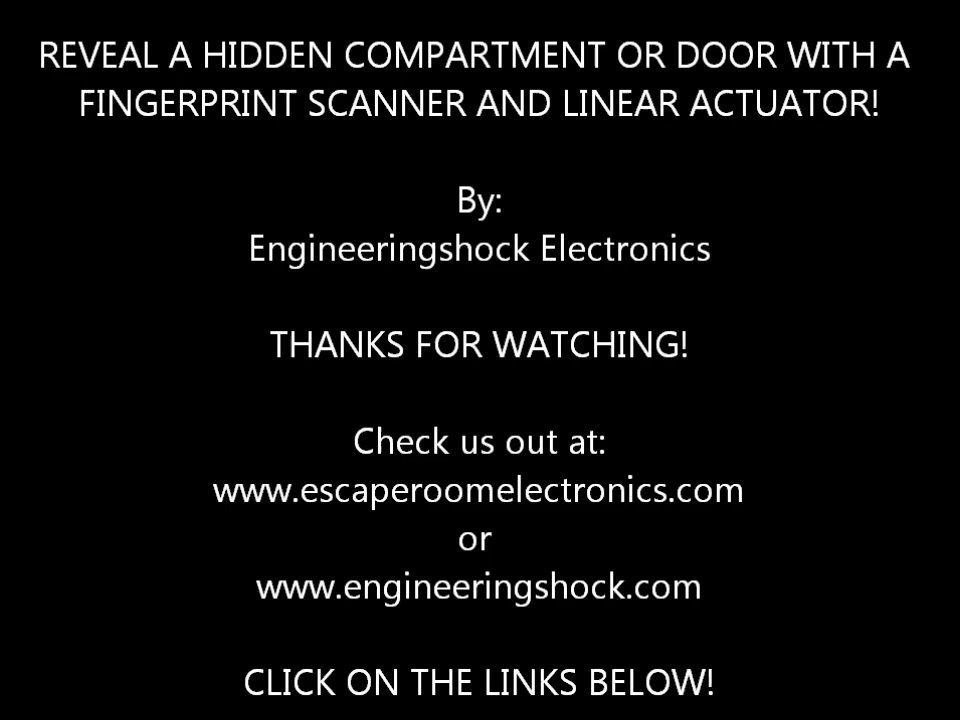 REVEAL A HIDDEN COMPARTMENT OR DOOR WITH A
FINGERPRINT SCANNER AND LINEAR ACTUATOR!
By:
Engineeringshock Electronics
THANKS FOR WATCHING!
Check us out at:
www.escaperoomelectronics.com
or
www.engineeringshock.com
CLICK ON THE LINKS BELOW!